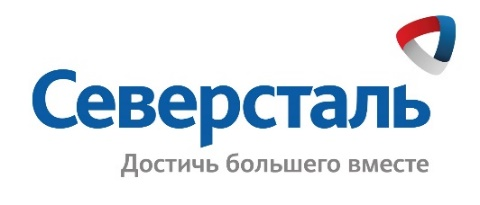 Северсталь
Достичь большего вместе